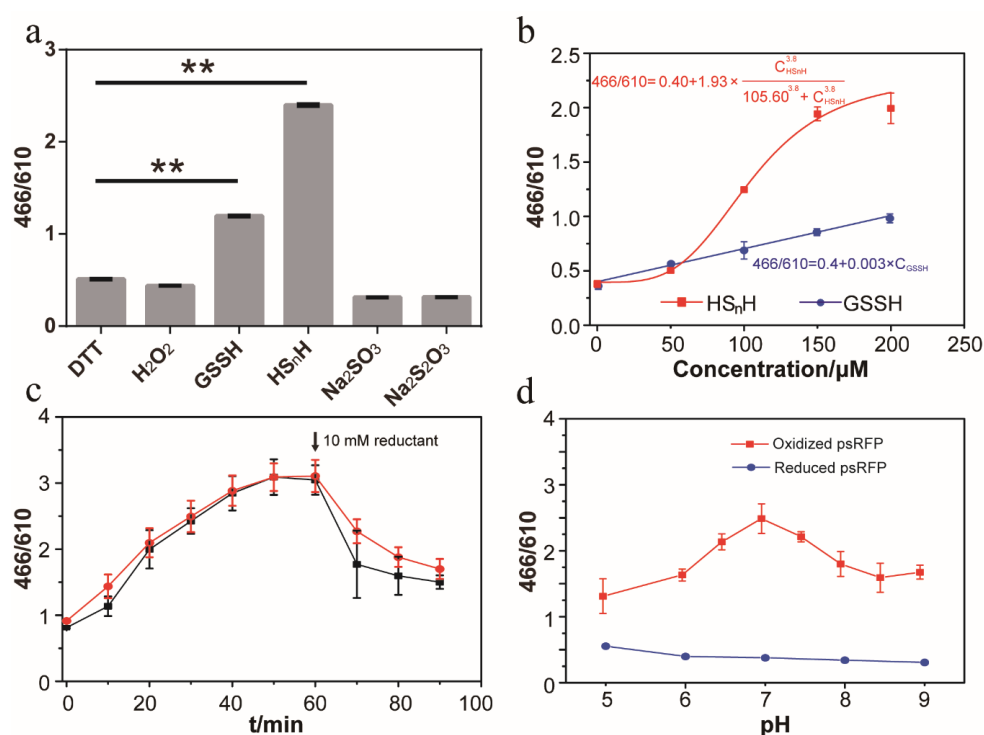 a
3
2
1
0
466/610
**
**
DTT
H₂O₂
GSSH
HSnH
Na₂SO₃
Na₂S₂O₃
b
2.5
2.0
1.5
1.0
0.5
0.0
466/610
466/610= 0.40+1.93 × C³·⁸HSnH / 105.60³·⁸ + C³·⁸HSnH
466/610=0.4+0.003×CGSSH
HSnH
GSSH
0 50 100 150 200 250
Concentration/µM
c
4
3
2
1
0
466/610
10 mM reductant
0 20 40 60 80 100
t/min
d
4
3
2
2
1
0
466/610
Oxidized psRFP
Reduced psRFP
5 6 7 8 9
pH